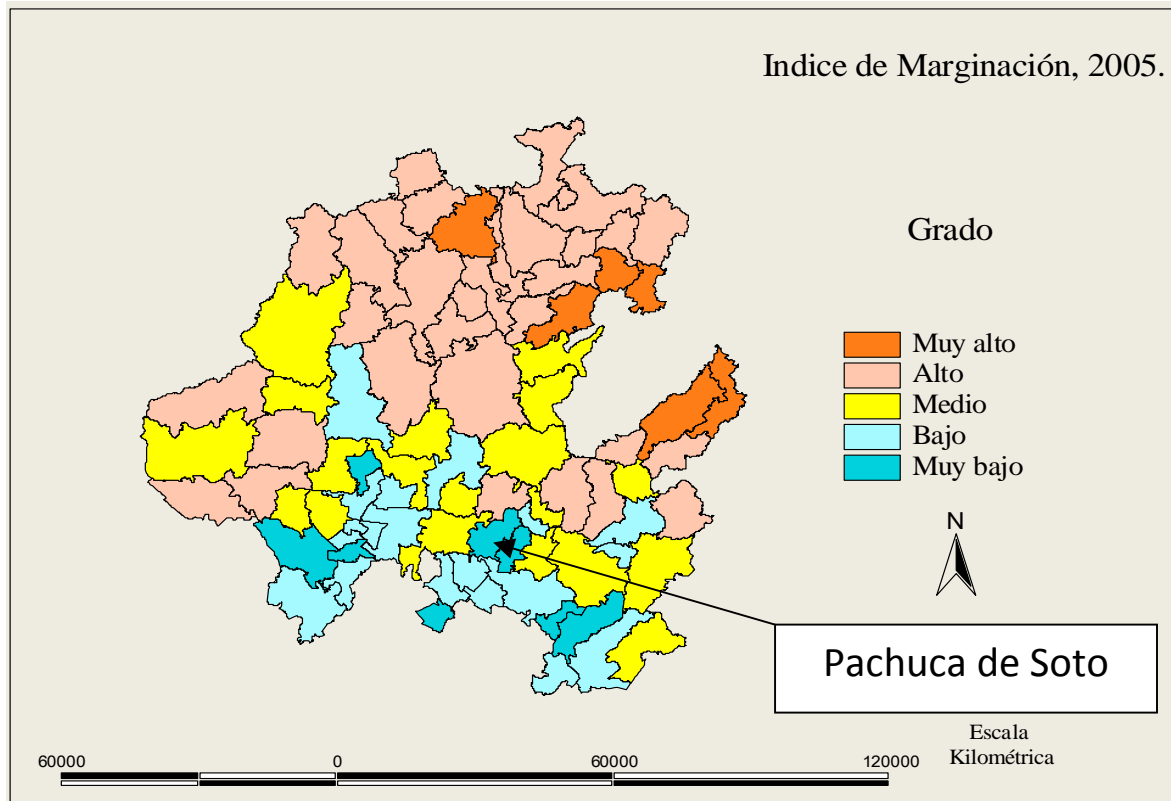 Indice de Marginación, 2005.
Grado
Muy alto
Alto
Medio
Bajo
Muy bajo
N
Pachuca de Soto
Escala
Kilométrica
60000 0 60000 120000